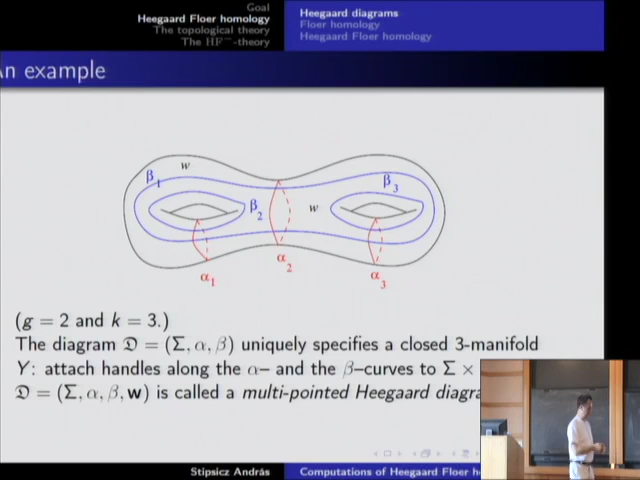 Goal
Heegaard Floer homology
The topological theory
The HF⁻-theory
Heegaard diagrams
Floer homology
Heegaard Floer homology
An example
w
β₁
β₂
w
β₃
α₁
α₂
α₃
(g = 2 and k = 3.)
The diagram 𝔇 = (Σ, α, β) uniquely specifies a closed 3-manifold
Y: attach handles along the α– and the β–curves to Σ ×
𝔇 = (Σ, α, β, w) is called a multi-pointed Heegaard diagra
Stipsicz András
Computations of Heegaard Floer h